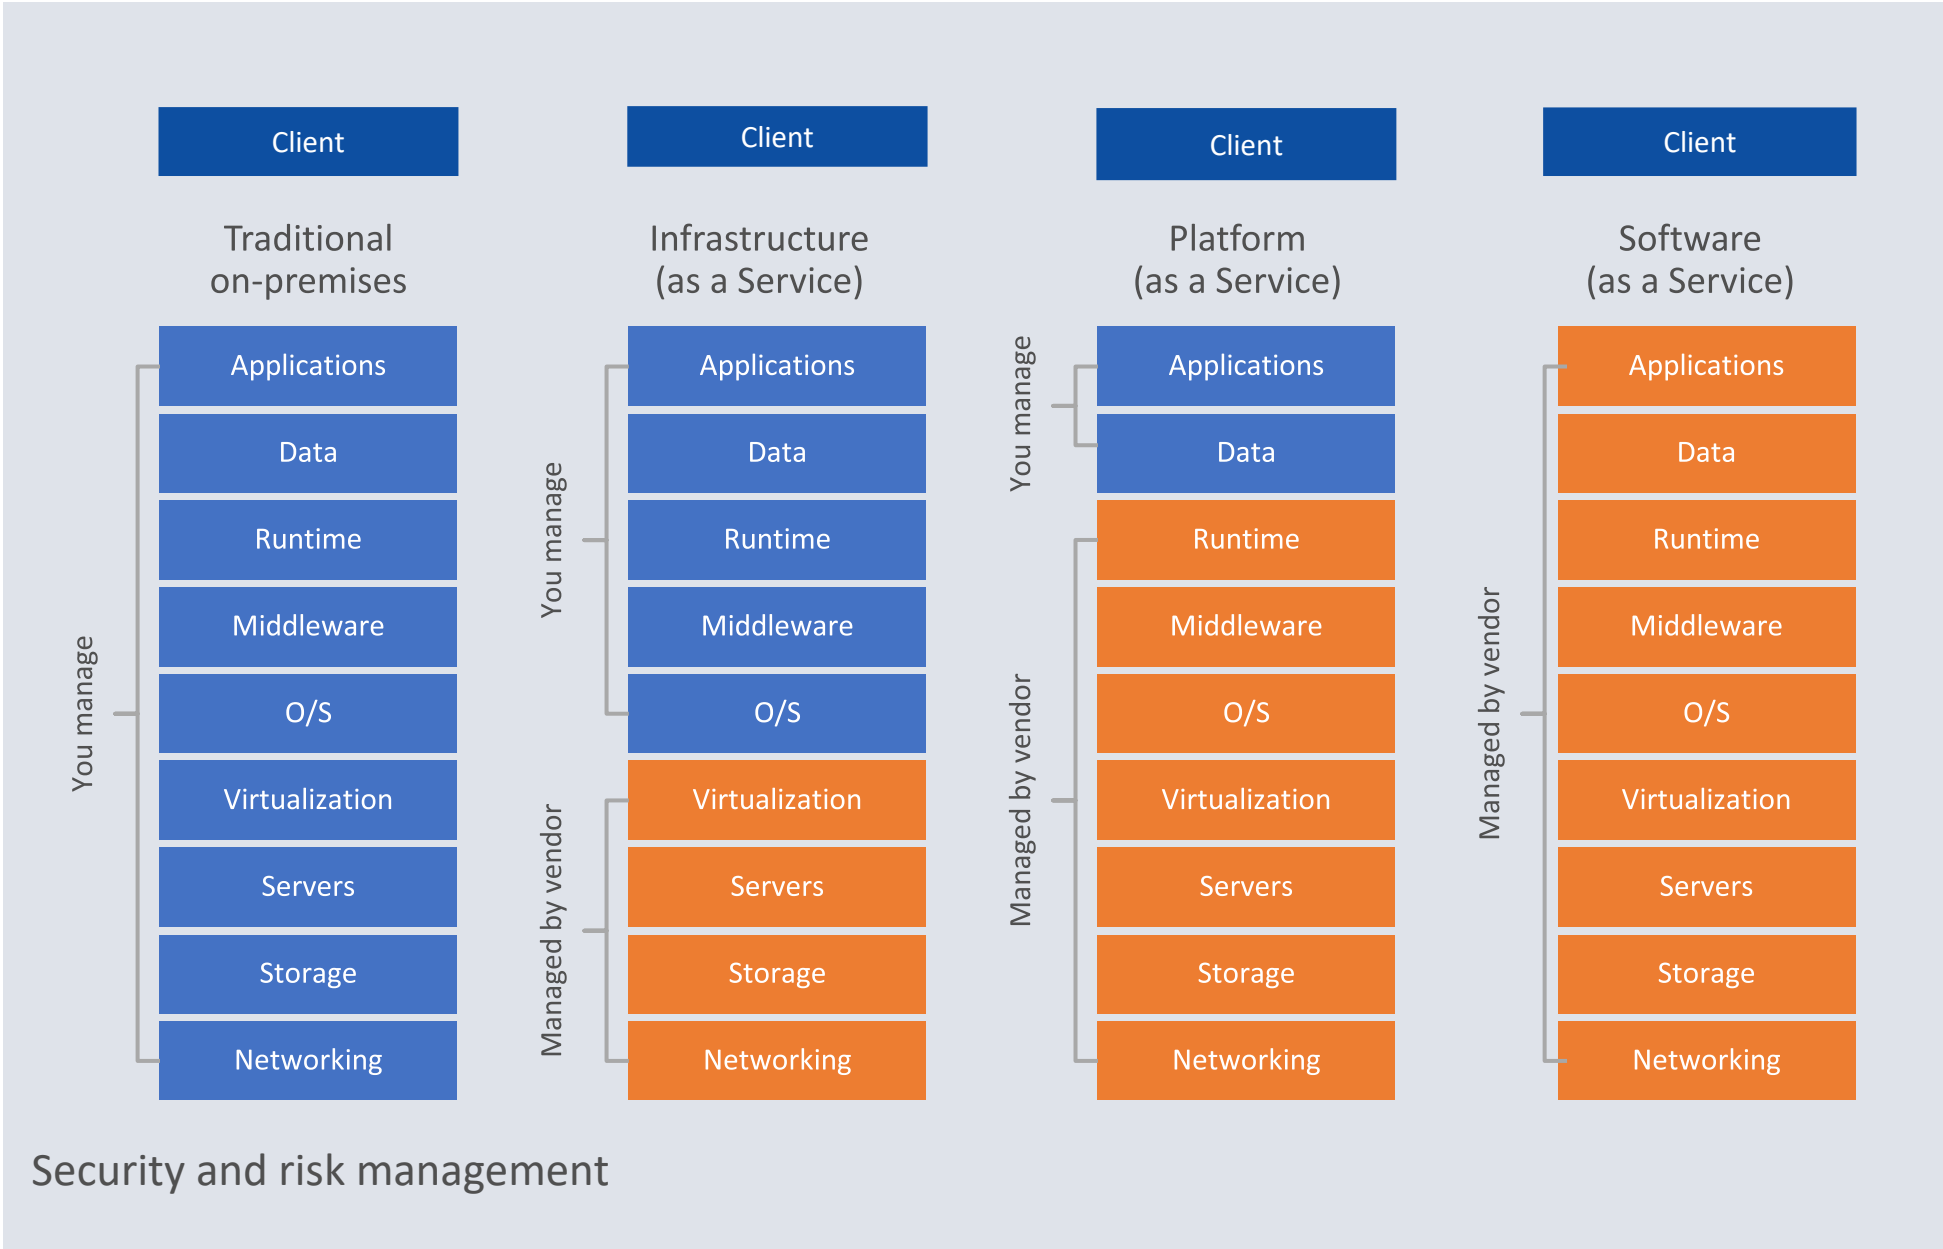 Client
Traditional
on-premises
You manage
Applications
Data
Runtime
Middleware
O/S
Virtualization
Servers
Storage
Networking
Client
Infrastructure
(as a Service)
You manage
Managed by vendor
Applications
Data
Runtime
Middleware
O/S
Virtualization
Servers
Storage
Networking
Client
Platform
(as a Service)
You manage
Managed by vendor
Applications
Data
Runtime
Middleware
O/S
Virtualization
Servers
Storage
Networking
Client
Software
(as a Service)
Managed by vendor
Applications
Data
Runtime
Middleware
O/S
Virtualization
Servers
Storage
Networking
Security and risk management